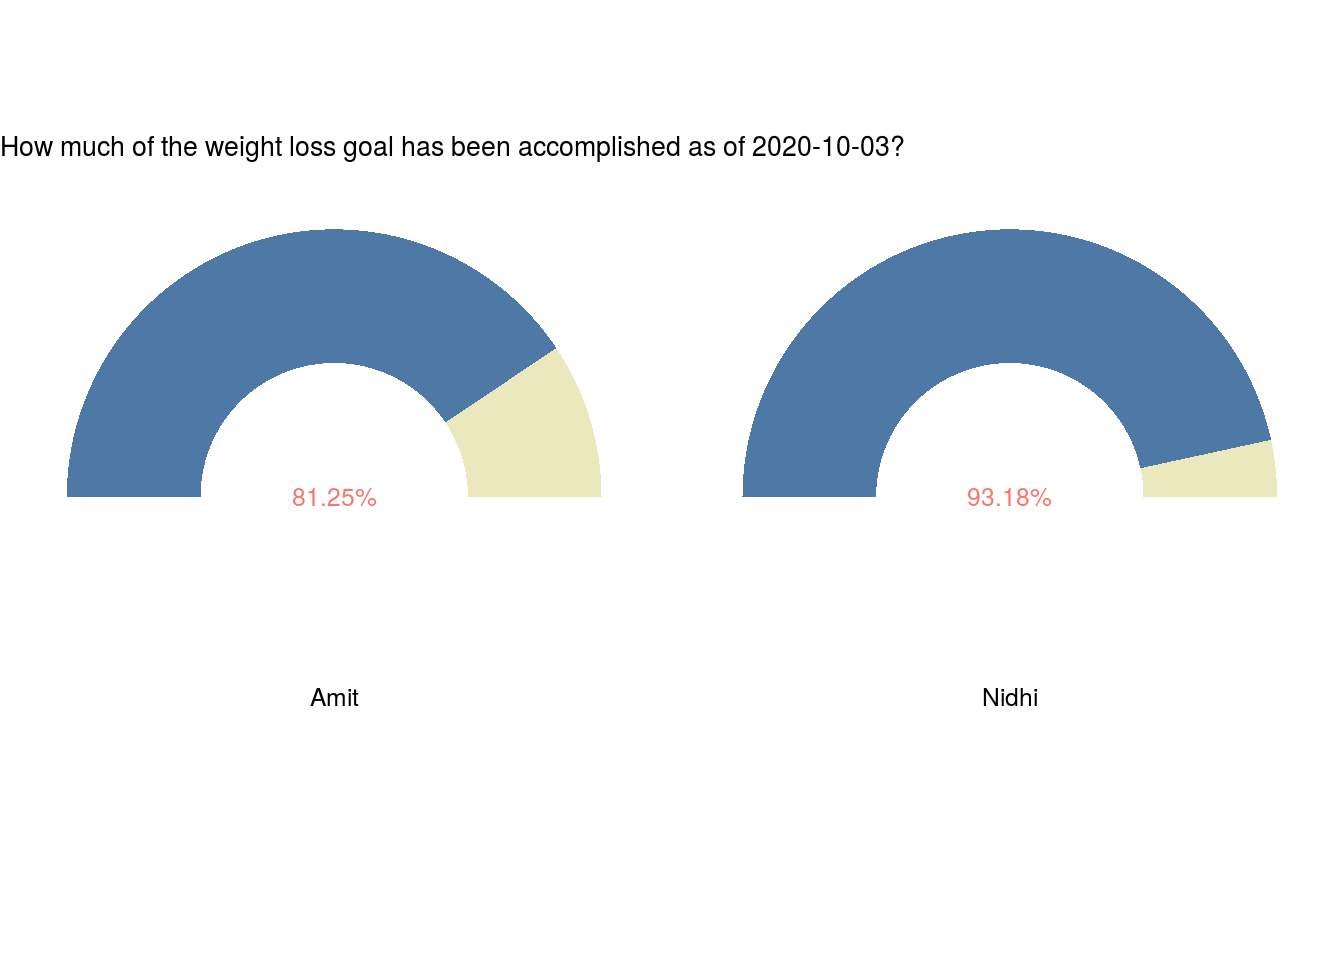 How much of the weight loss goal has been accomplished as of 2020-10-03?
81.25%
93.18%
Amit
Nidhi